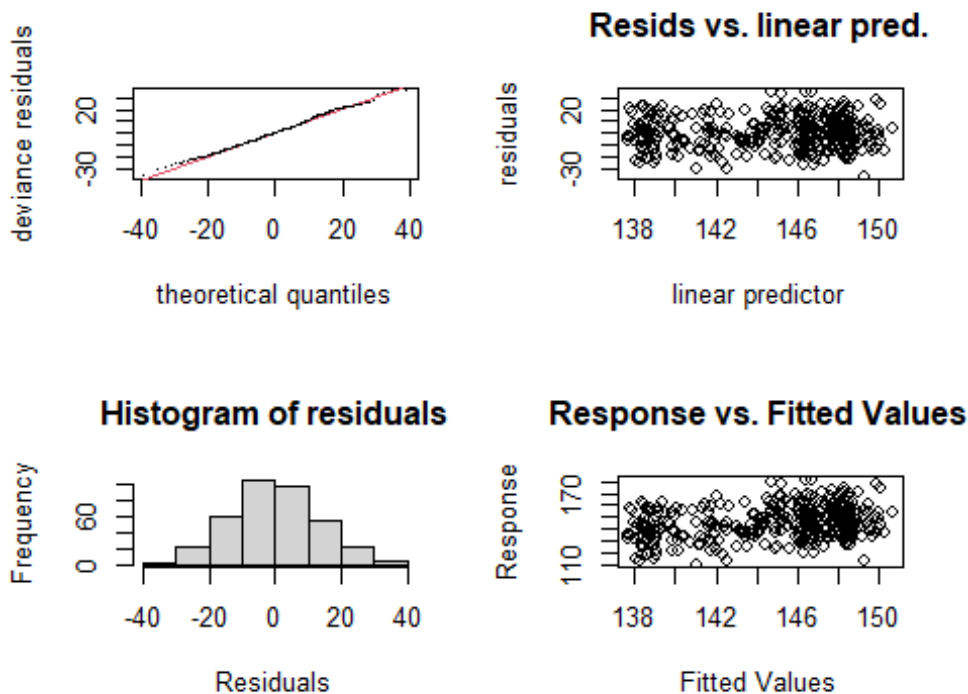 deviance residuals
20
-30
-40 -20 0 20 40
theoretical quantiles
Resids vs. linear pred.
residuals
20
-30
138 142 146 150
linear predictor
Histogram of residuals
Frequency
60
0
-40 -20 0 20 40
Residuals
Response vs. Fitted Values
Response
170
110
138 142 146 150
Fitted Values